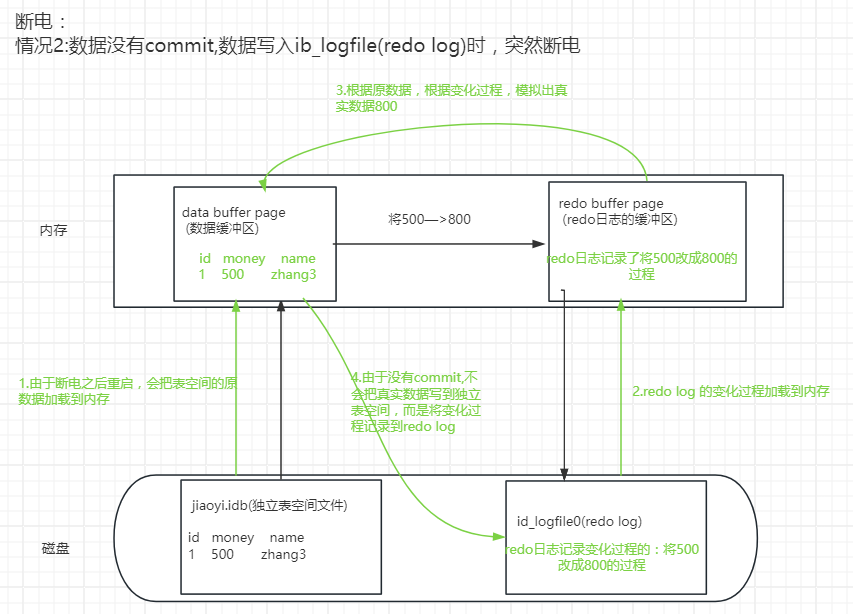 断电：
情况2:数据没有commit,数据写入ib_logfile(redo log)时，突然断电
3.根据原数据，根据变化过程，模拟出真
实数据800
内存
data buffer page
(数据缓冲区)
id money name
1 500 zhang3
将500—>800
redo buffer page
(redo日志的缓冲区)
redo日志记录了将500改成800的
过程
1.由于断电之后重启，会把表空间的原
数据加载到内存
4.由于没有commit,不
会把真实数据写到独立
表空间，而是将变化过
程记录到redo log
2.redo log 的变化过程加载到内存
磁盘
jiaoyi.idb(独立表空间文件)
id money name
1 500 zhang3
id_logfile0(redo log)
redo日志记录变化过程的：将500
改成800的过程